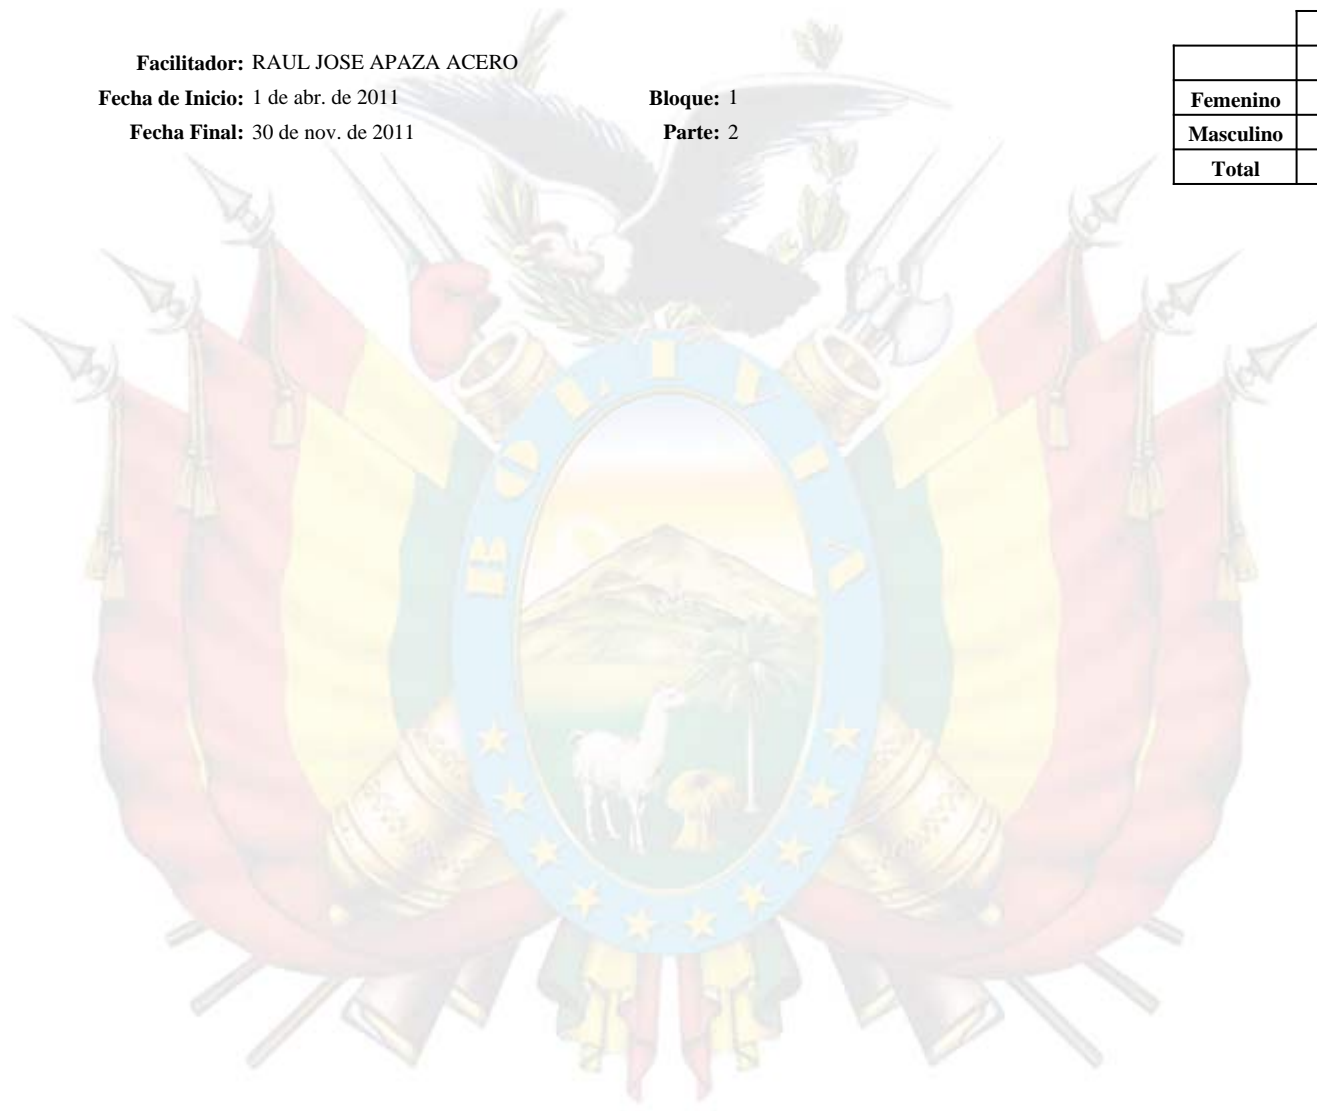 Facilitador: RAUL JOSE APAZA ACERO
Fecha de Inicio: 1 de abr. de 2011 Bloque: 1
Fecha Final: 30 de nov. de 2011 Parte: 2
Femenino
Masculino
Total
BOLIVIA